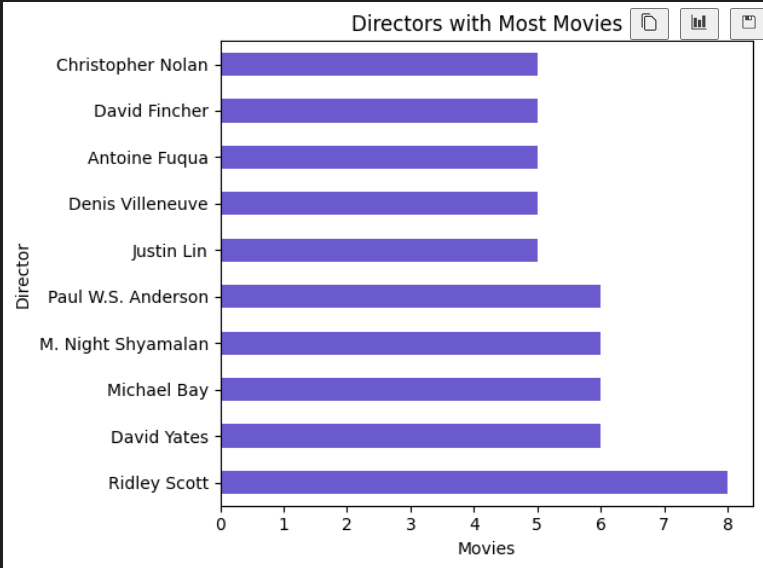 Directors with Most Movies
Christopher Nolan
David Fincher
Antoine Fuqua
Denis Villeneuve
Justin Lin
Paul W.S. Anderson
M. Night Shyamalan
Michael Bay
David Yates
Ridley Scott
Director
0 1 2 3 4 5 6 7 8
Movies